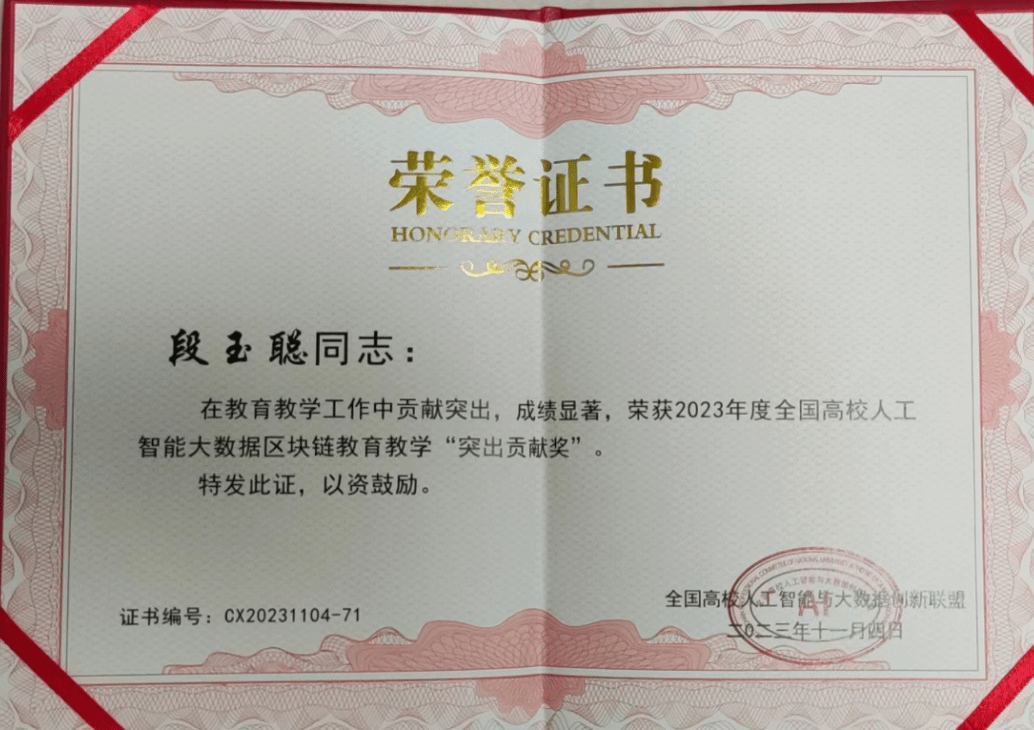 荣誉证书
HONORARY CREDENTIAL
段玉聪同志：
在教育教学工作中贡献突出，成绩显著，荣获2023年度全国高校人工
智能大数据区块链教育教学“突出贡献奖”。
特发此证，以资鼓励。
证书编号：CX20231104-71
全国高校人工智能与大数据创新联盟
二〇二三年十一月四日
AI